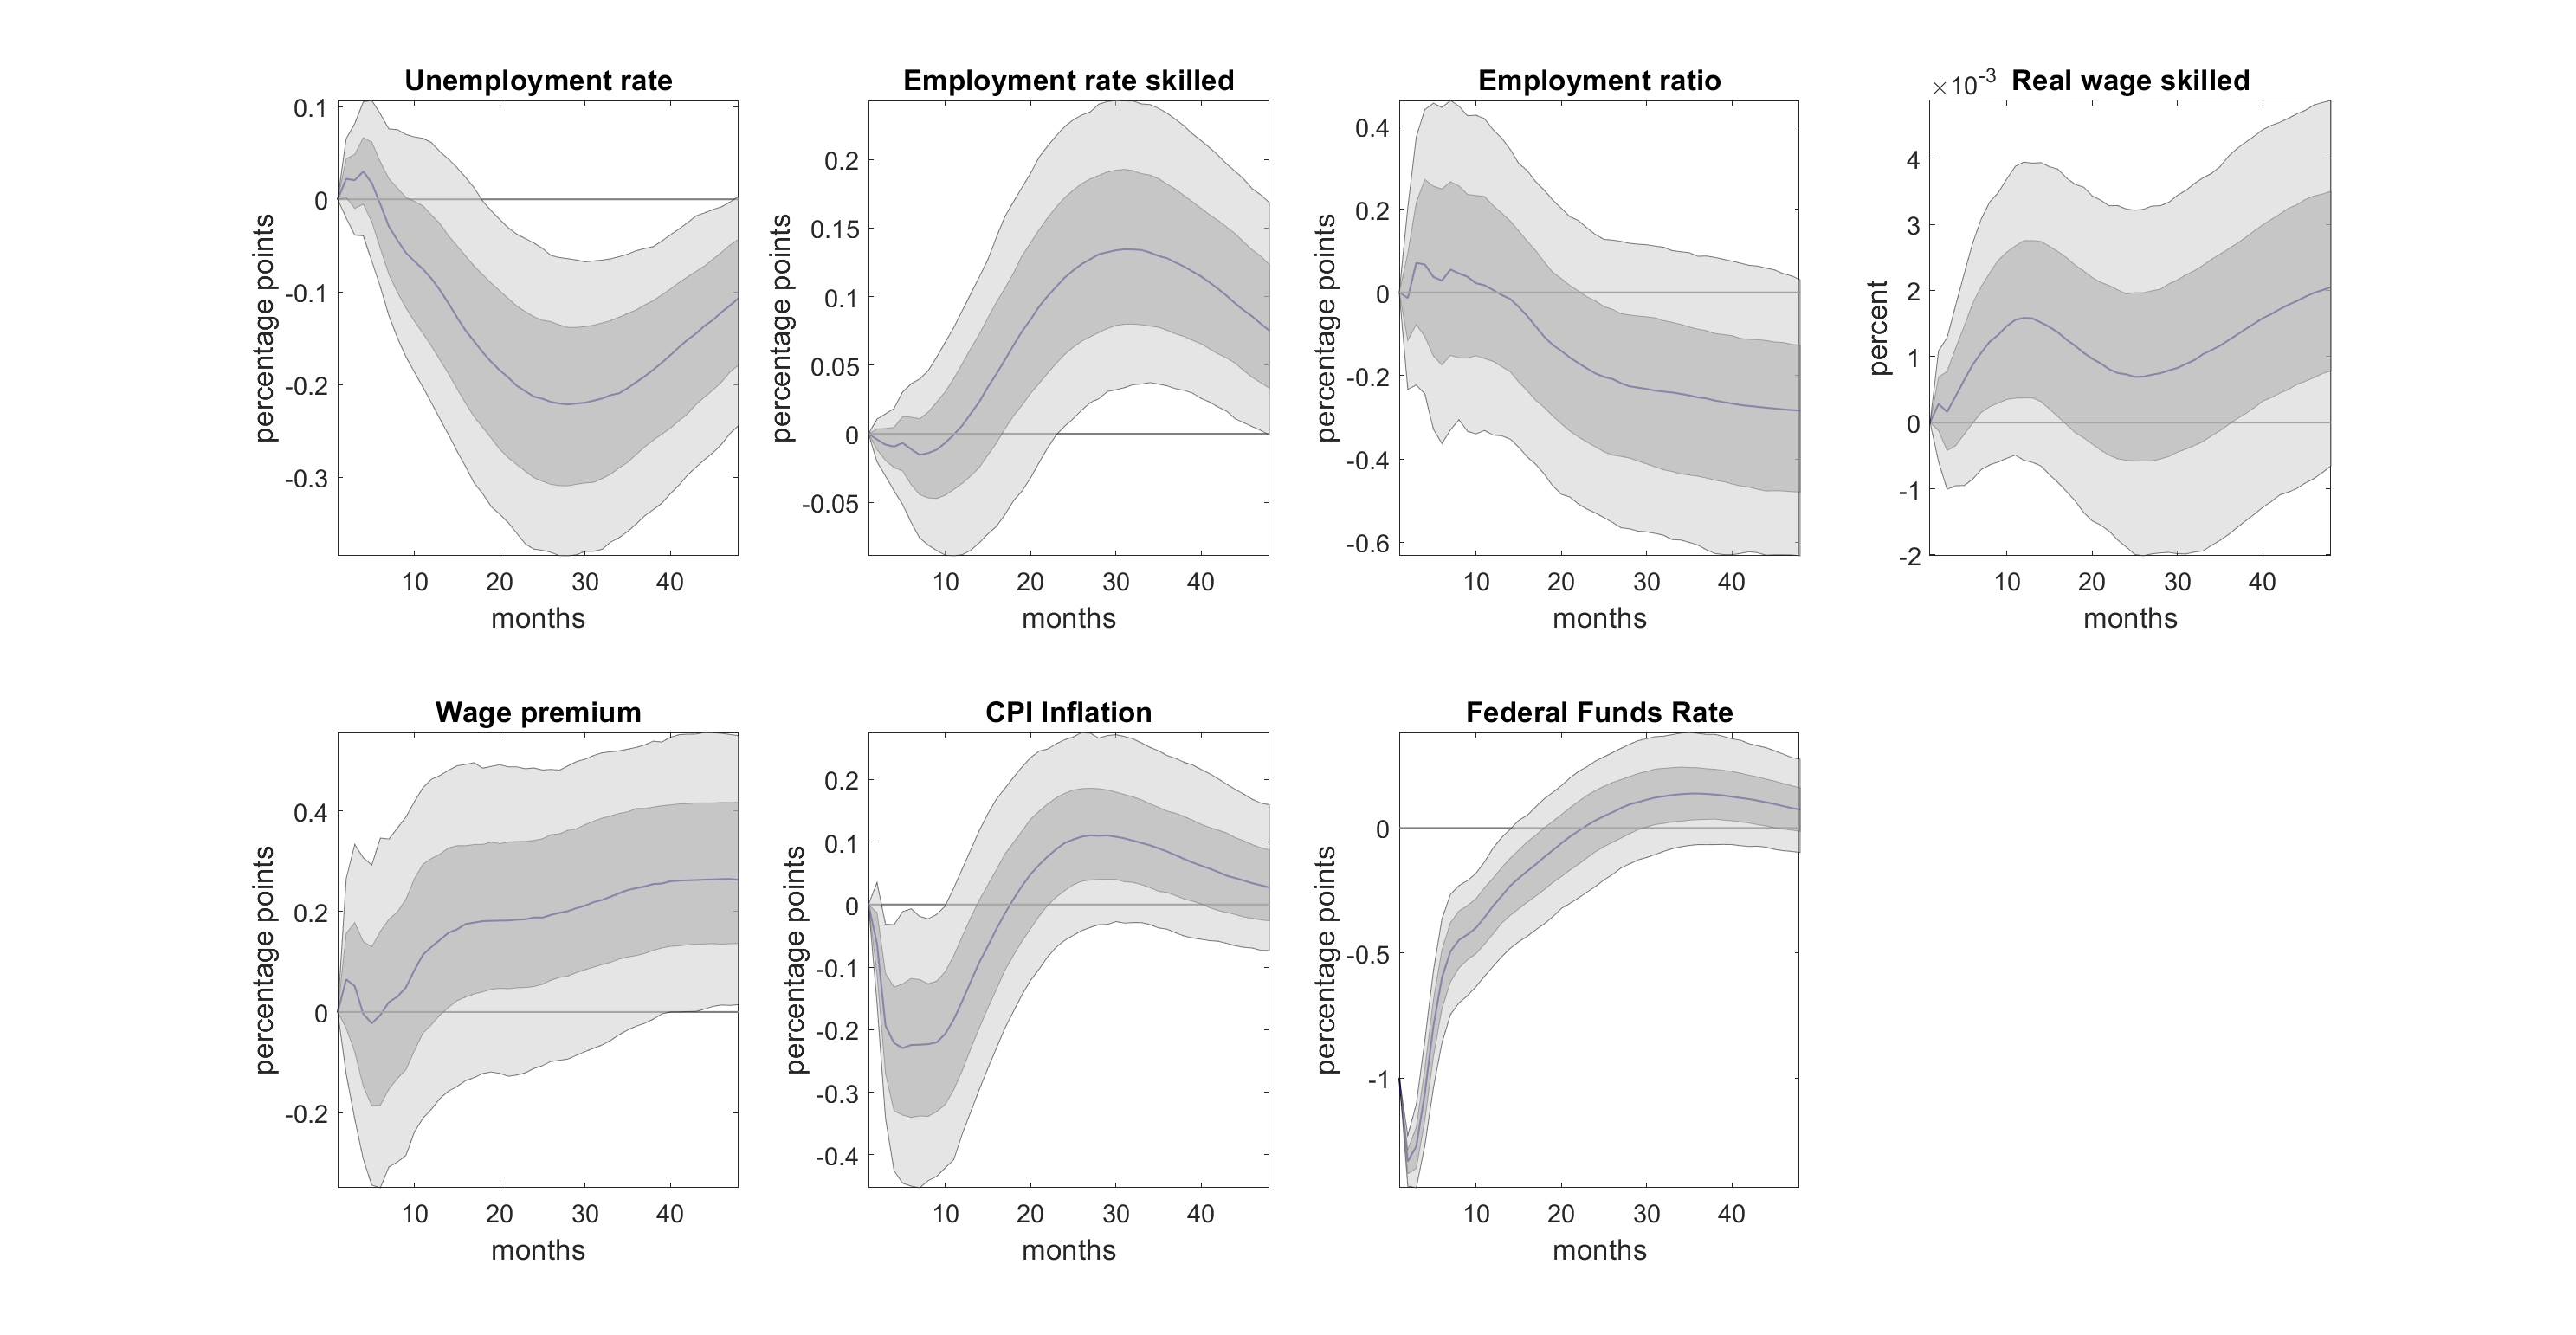 Unemployment rate
0.1
0
-0.1
-0.2
-0.3
percentage points
10 20 30 40
months
Employment rate skilled
0.2
0.15
0.1
0.05
0
-0.05
percentage points
10 20 30 40
months
Employment ratio
0.4
0.2
0
-0.2
-0.4
-0.6
percentage points
10 20 30 40
months
×10-3 Real wage skilled
4
3
2
1
0
-1
-2
percent
10 20 30 40
months
Wage premium
0.4
0.2
0
-0.2
percentage points
10 20 30 40
months
CPI Inflation
0.2
0.1
0
-0.1
-0.2
-0.3
-0.4
percentage points
10 20 30 40
months
Federal Funds Rate
0
-0.5
-1
percentage points
10 20 30 40
months